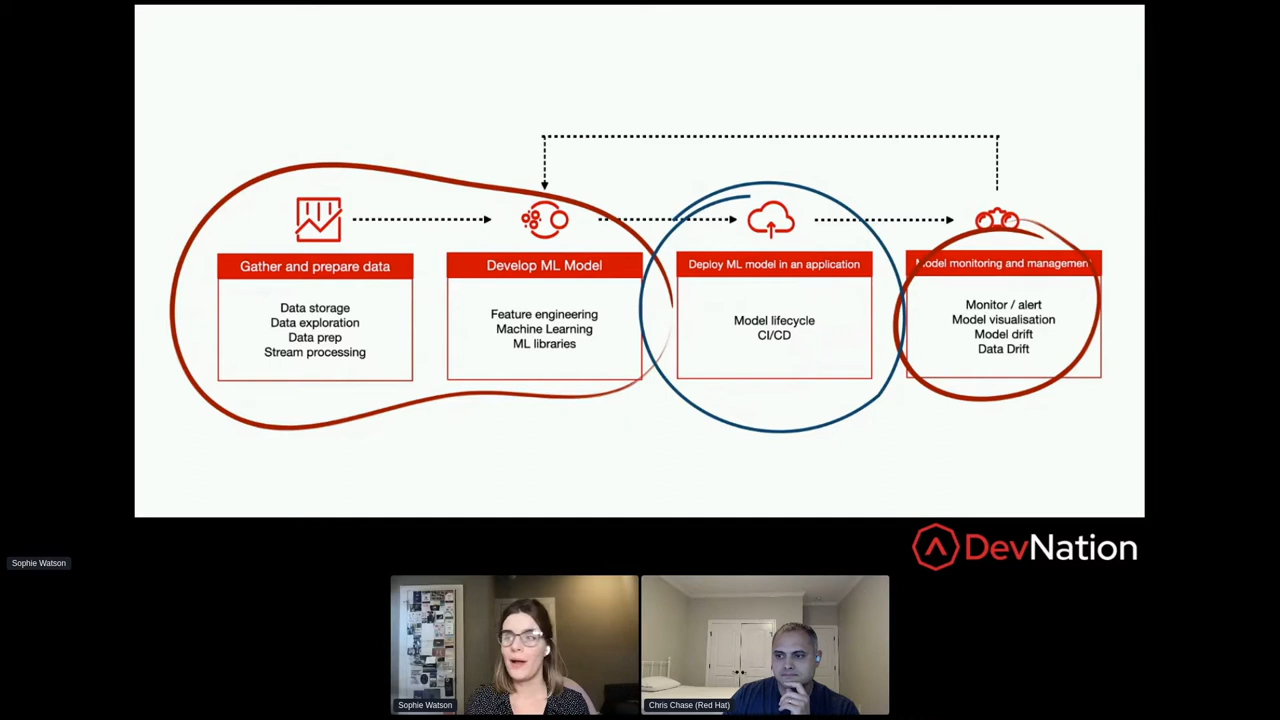 Gather and prepare data
Data storage
Data exploration
Data prep
Stream processing
Develop ML Model
Feature engineering
Machine Learning
ML libraries
Deploy ML model in an application
Model lifecycle
CI/CD
Model monitoring and management
Monitor / alert
Model visualisation
Model drift
Data Drift
DevNation
Sophie Watson
Sophie Watson
Chris Chase (Red Hat)